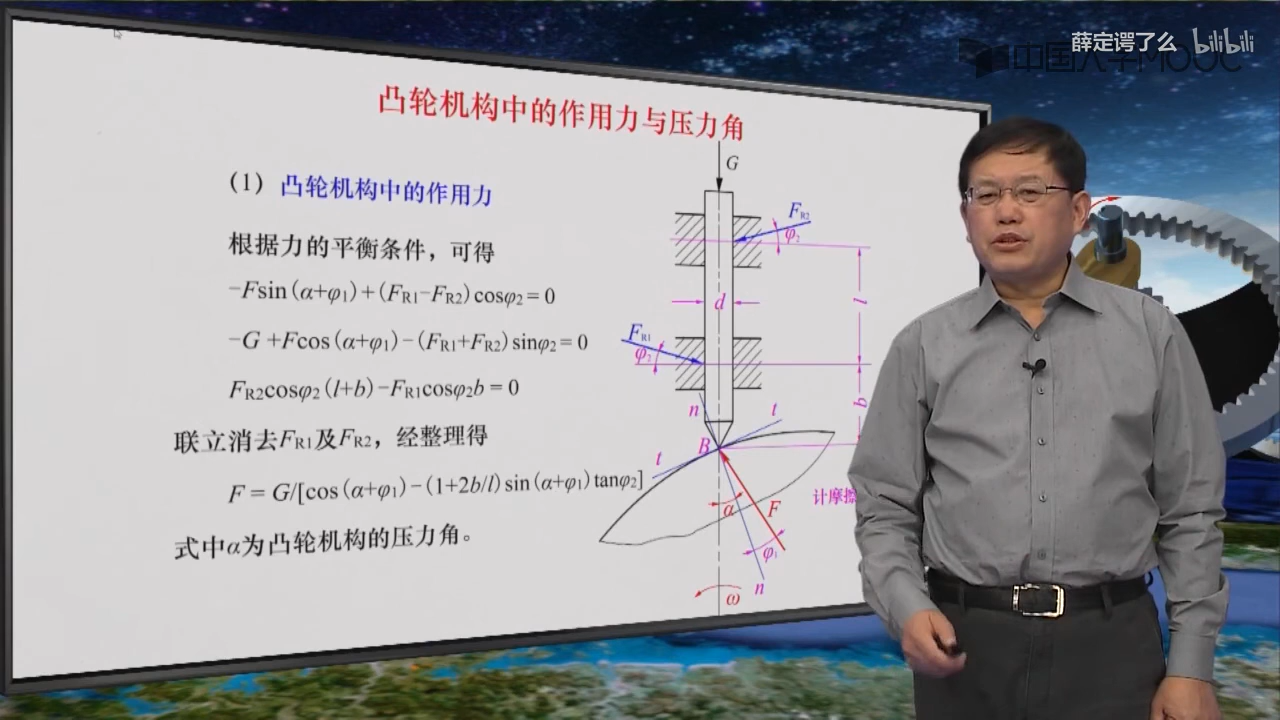 薛定谔了么 bilibili
中国大学MOOC
凸轮机构中的作用力与压力角
(1) 凸轮机构中的作用力
根据力的平衡条件，可得
-Fsin(α+φ1)+(FR1-FR2)cosφ2=0
-G+Fcos(α+φ1)-(FR1+FR2)sinφ2=0
FR2cosφ2(l+b)-FR1cosφ2b=0
联立消去FR1及FR2，经整理得
F=G/[cos(α+φ1)-(1+2b/l)sin(α+φ1)tanφ2]
式中α为凸轮机构的压力角。
G
FR2
φ2
d
l
FR1
φ2
n
t
b
B
t
计摩擦
α
F
φ1
n
ω